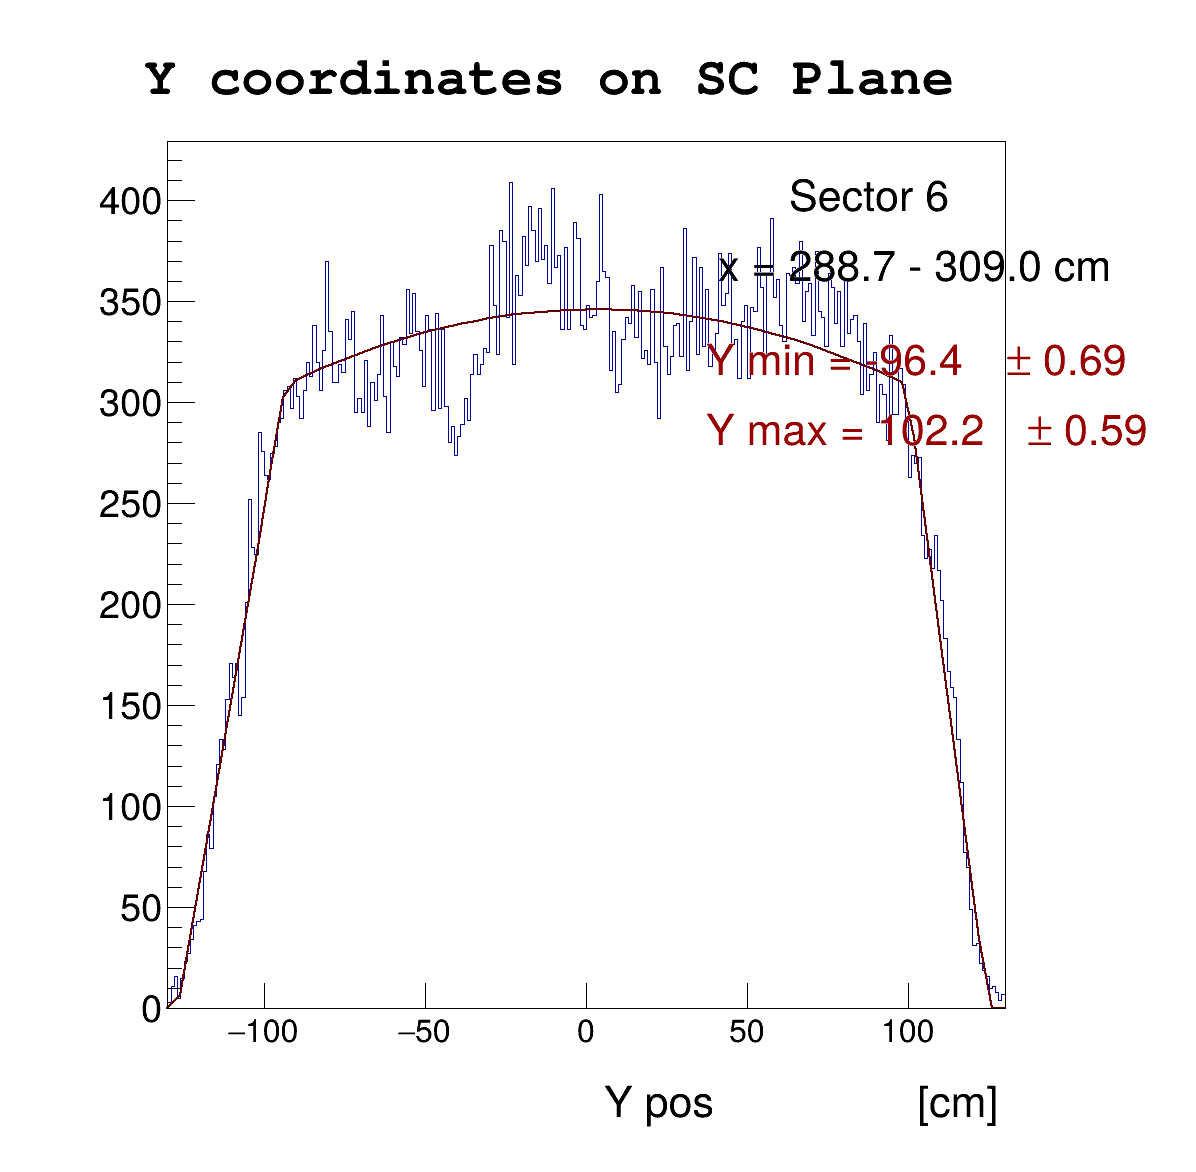 Y coordinates on SC Plane
Sector 6
x = 288.7 - 309.0 cm
Y min = -96.4 ± 0.69
Y max = 102.2 ± 0.59
400
350
300
250
200
150
100
50
0
−100 −50 0 50 100
Y pos [cm]